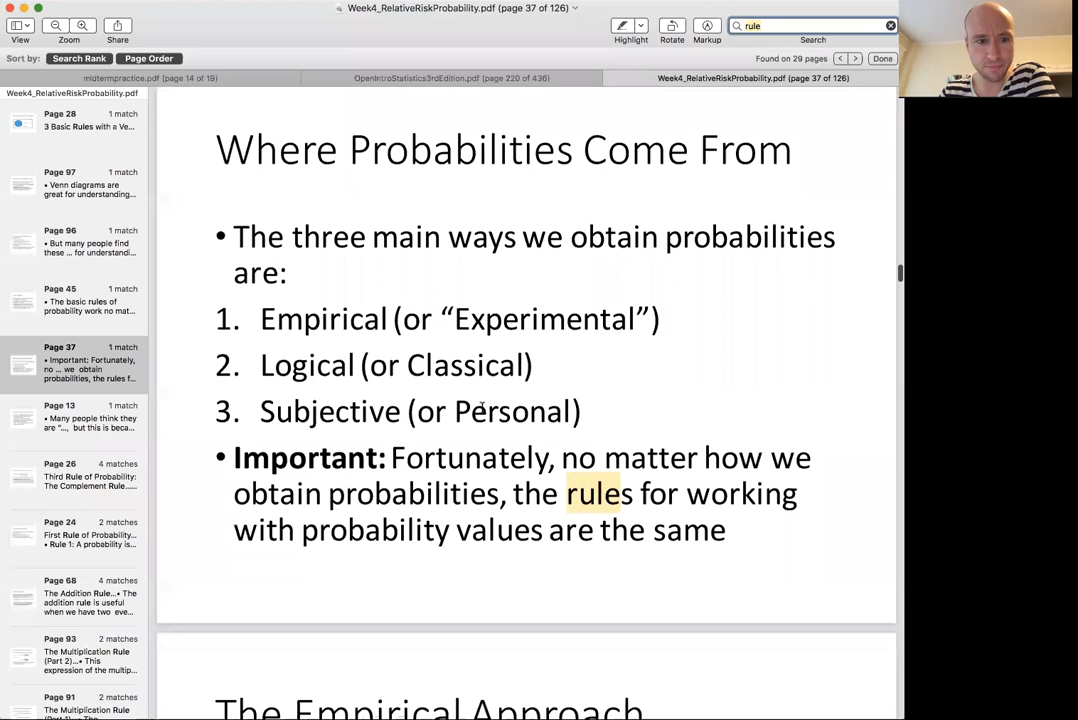 Week4_RelativeRiskProbability.pdf (page 37 of 126)
View
Zoom
Share
Highlight
Rotate
Markup
rule
Search
Sort by:
Search Rank
Page Order
Found on 29 pages
Done
midtermpractice.pdf (page 14 of 19)
OpenIntroStatistics3rdEdition.pdf (page 220 of 436)
Week4_RelativeRiskProbability.pdf (page 37 of 126)
Week4_RelativeRiskProbability.pdf
Page 28 1 match
3 Basic Rules with a Ve...
Page 97 1 match
• Venn diagrams are
great for understanding...
Page 96 1 match
• But many people find
these ... for understandi...
Page 45 1 match
• The basic rules of
probability work no mat...
Page 37 1 match
• Important: Fortunately,
no ... we obtain
probabilities, the rules f...
Page 13 1 match
• Many people think they
are "..., but this is beca...
Page 26 4 matches
Third Rule of Probability:
The Complement Rule......
Page 24 2 matches
First Rule of Probability...
• Rule 1: A probability is...
Page 68 4 matches
The Addition Rule...• The
addition rule is useful
when we have two eve...
Page 93 2 matches
The Multiplication Rule
(Part 2)...• This
expression of the multip...
Page 91 2 matches
The Multiplication Rule
Where Probabilities Come From
• The three main ways we obtain probabilities
are:
1. Empirical (or “Experimental”)
2. Logical (or Classical)
3. Subjective (or Personal)
• Important: Fortunately, no matter how we
obtain probabilities, the rules for working
with probability values are the same
The Empirical Approach